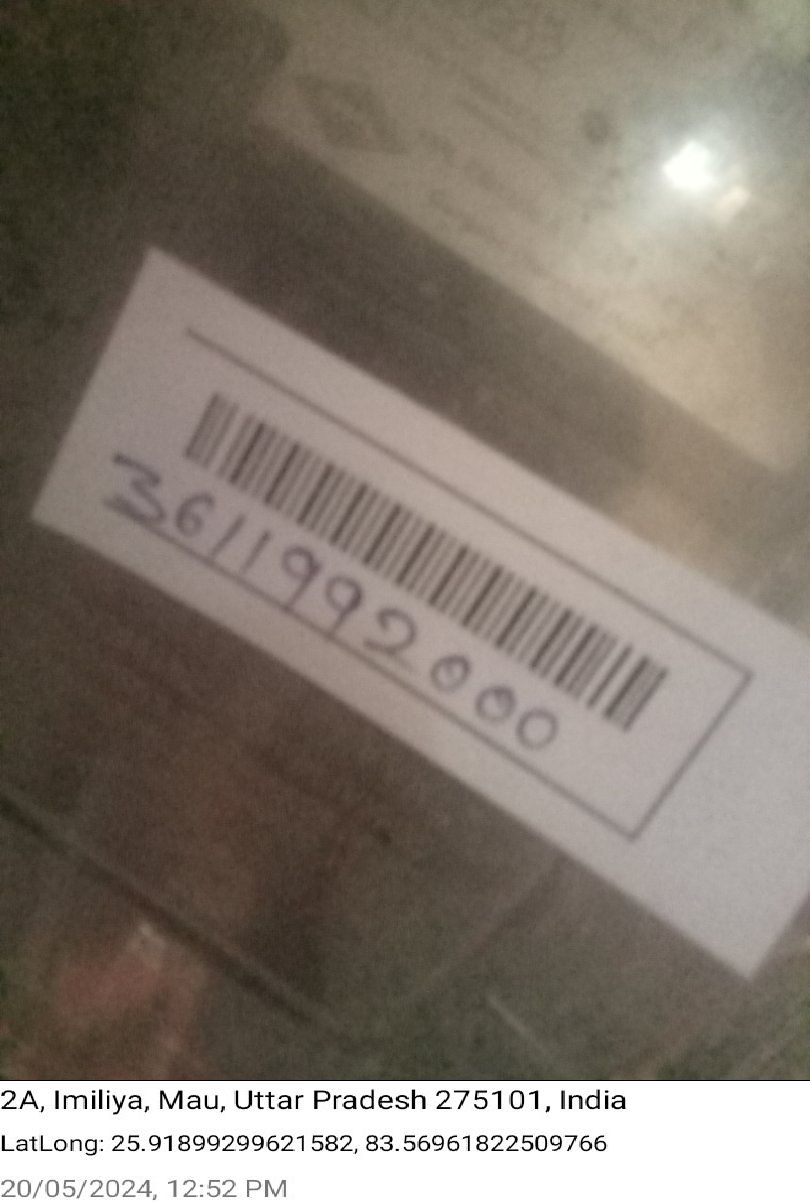 3611992000
2A, Imiliya, Mau, Uttar Pradesh 275101, India
LatLong: 25.91899299621582, 83.56961822509766
20/05/2024, 12:52 PM